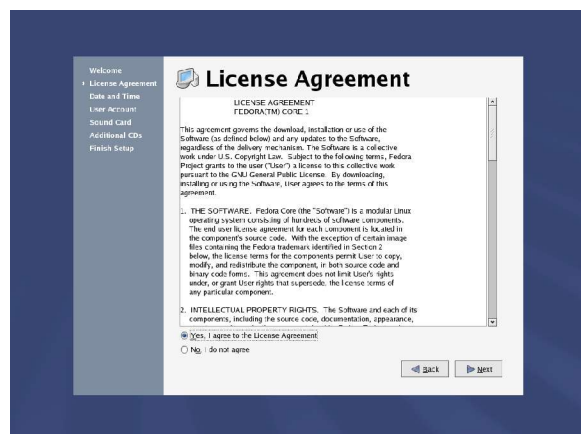 Welcome
License Agreement
Date and Time
User Account
Sound Card
Additional CDs
Finish Setup
License Agreement
LICENSE AGREEMENT
FEDORA(TM) CORE 1
This agreement governs the download, installation or use of the
Software (as defined below) and any updates to the Software,
regardless of the delivery mechanism. The Software is a collective
work under U.S. Copyright Law. Subject to the following terms, Fedora
Project grants to the user ("User") a license to this collective work
pursuant to the GNU General Public License. By downloading,
installing or using the Software, User agrees to the terms of this
agreement.
1. THE SOFTWARE. Fedora Core (the "Software") is a modular Linux
operating system consisting of hundreds of software components.
The end user license agreement for each component is located in
the component's source code. With the exception of certain image
files containing the Fedora trademark identified in Section 2
below, the license terms for the components permit User to copy,
modify, and redistribute the component, in both source code and
binary code forms. This agreement does not limit User's rights
under, or grant User rights that supersede, the license terms of
any particular component.
2. INTELLECTUAL PROPERTY RIGHTS. The Software and each of its
components, including the source code, documentation, appearance,
Yes, I agree to the License Agreement
No, I do not agree
Back
Next